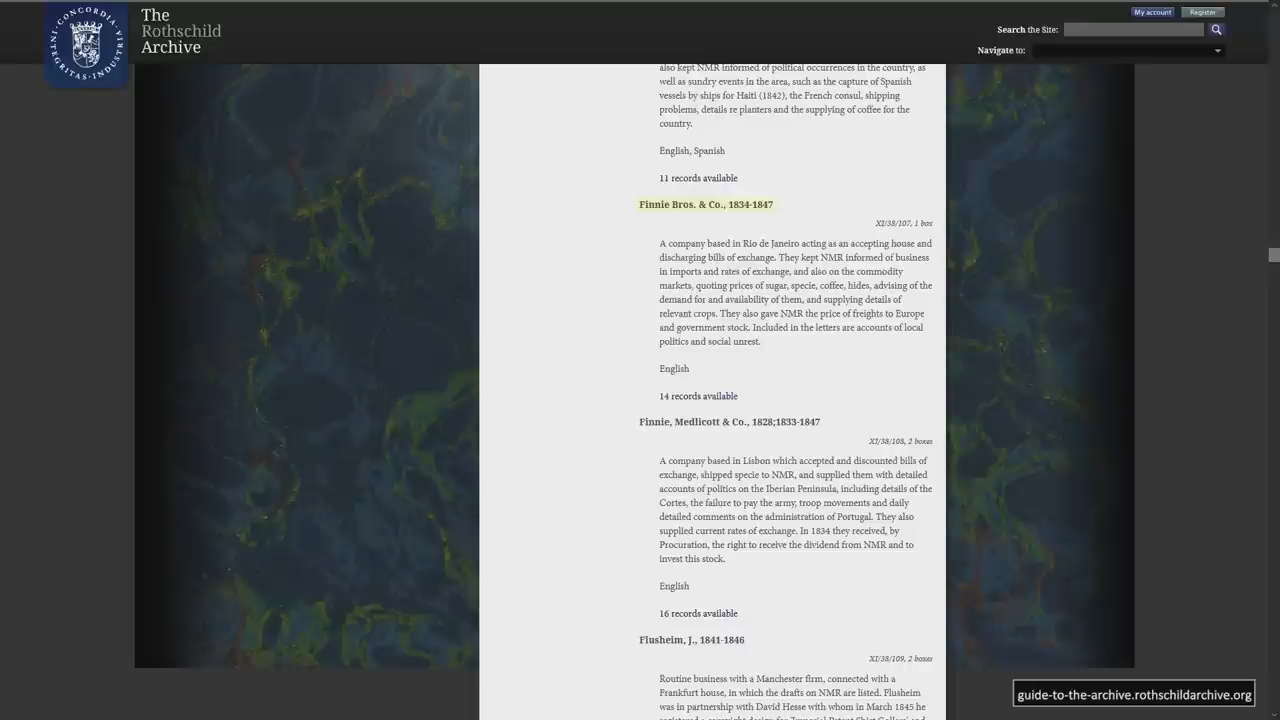 The
Rothschild
Archive
CONCORDIA
INTEGRITAS
INDUSTRIA
My account
Register
Search the Site:
Navigate to:
also kept NMR informed of political occurrences in the country, as
well as sundry events in the area, such as the capture of Spanish
vessels by ships for Haiti (1842), the French consul, shipping
problems, details re planters and the supplying of coffee for the
country.
English, Spanish
11 records available
Finnie Bros. & Co., 1834-1847
XI/38/107, 1 box
A company based in Rio de Janeiro acting as an accepting house and
discharging bills of exchange. They kept NMR informed of business
in imports and rates of exchange, and also on the commodity
markets, quoting prices of sugar, specie, coffee, hides, advising of the
demand for and availability of them, and supplying details of
relevant crops. They also gave NMR the price of freights to Europe
and government stock. Included in the letters are accounts of local
politics and social unrest.
English
14 records available
Finnie, Medlicott & Co., 1828;1833-1847
XI/38/108, 2 boxes
A company based in Lisbon which accepted and discounted bills of
exchange, shipped specie to NMR, and supplied them with detailed
accounts of politics on the Iberian Peninsula, including details of the
Cortes, the failure to pay the army, troop movements and daily
detailed comments on the administration of Portugal. They also
supplied current rates of exchange. In 1834 they received, by
Procuration, the right to receive the dividend from NMR and to
invest this stock.
English
16 records available
Flusheim, J., 1841-1846
XI/38/109, 2 boxes
Routine business with a Manchester firm, connected with a
Frankfurt house, in which the drafts on NMR are listed. Flusheim
was in partnership with David Hesse with whom in March 1845 he
guide-to-the-archive.rothschildarchive.org